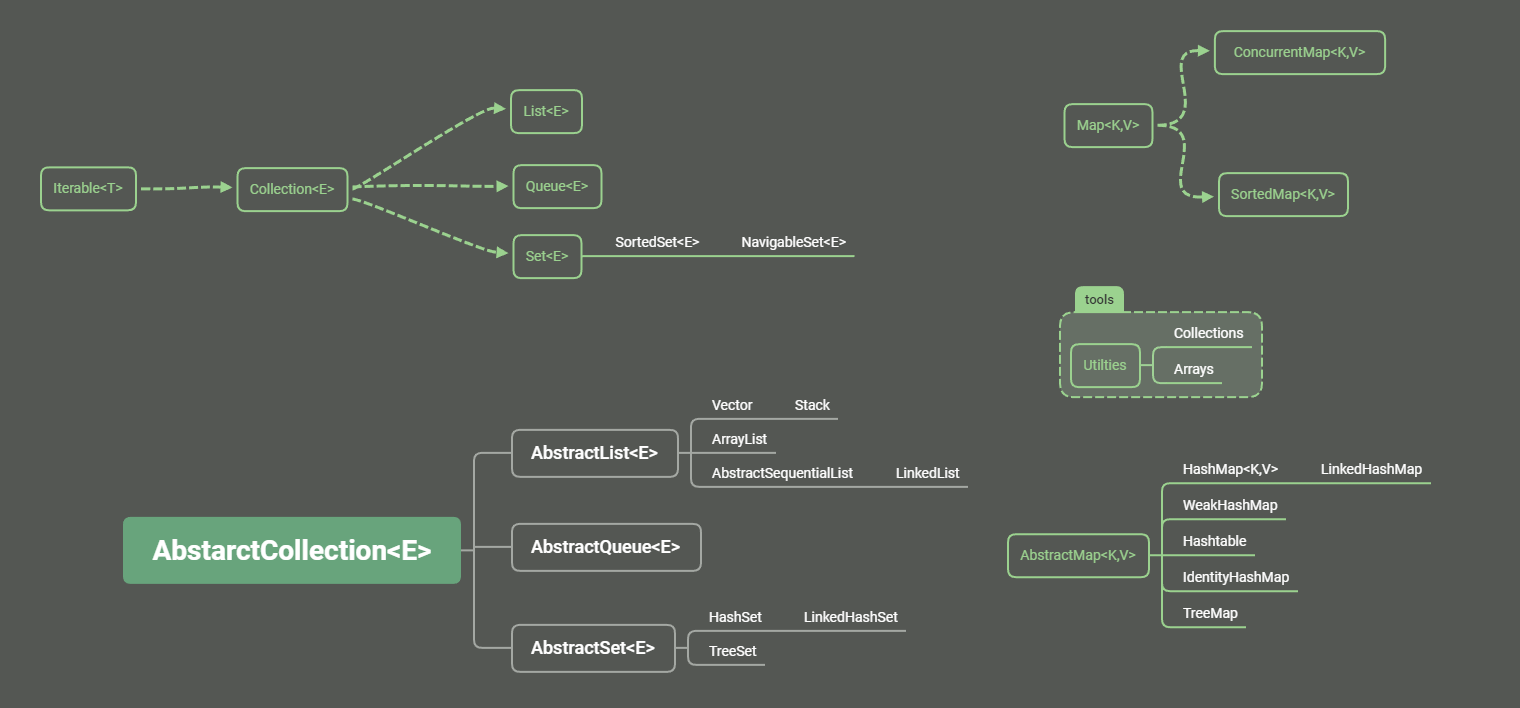 Iterable<T>
Collection<E>
List<E>
Queue<E>
Set<E>
SortedSet<E>
NavigableSet<E>
Map<K,V>
ConcurrentMap<K,V>
SortedMap<K,V>
tools
Utilties
Collections
Arrays
AbstarctCollection<E>
AbstractList<E>
Vector
Stack
ArrayList
AbstractSequentialList
LinkedList
AbstractQueue<E>
AbstractSet<E>
HashSet
LinkedHashSet
TreeSet
AbstractMap<K,V>
HashMap<K,V>
LinkedHashMap
WeakHashMap
Hashtable
IdentityHashMap
TreeMap